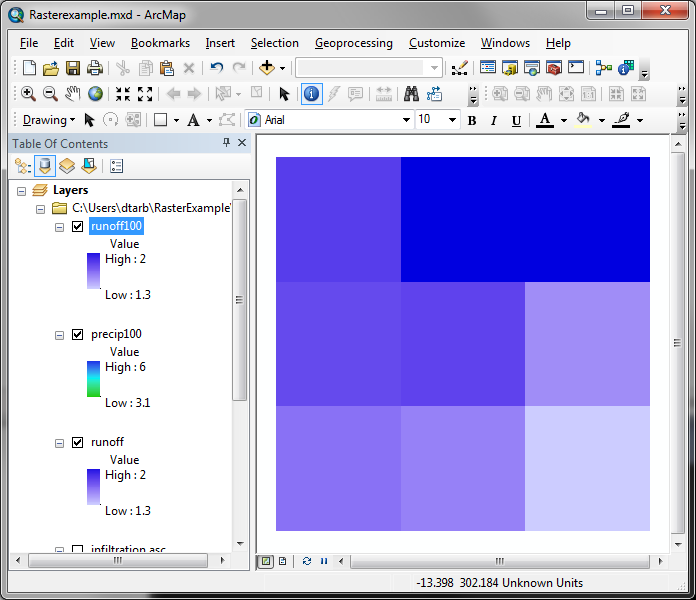 Rasterexample.mxd - ArcMap
File Edit View Bookmarks Insert Selection Geoprocessing Customize Windows Help
Drawing A Arial 10 B I U A
Table Of Contents
Layers
C:\Users\dtarb\RasterExample
runoff100
Value
High : 2
Low : 1.3
precip100
Value
High : 6
Low : 3.1
runoff
Value
High : 2
Low : 1.3
infiltration.asc
-13.398 302.184 Unknown Units